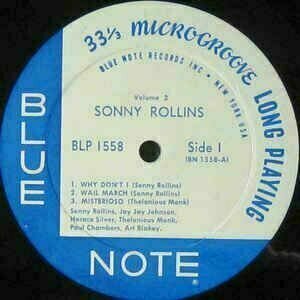 33⅓ MICROGROOVE LONG PLAYING
BLUE NOTE RECORDS INC • NEW YORK USA
Volume 2
SONNY ROLLINS
BLP 1558 Side 1
(BN 1558-A)
1. WHY DON'T I (Sonny Rollins)
2. WAIL MARCH (Sonny Rollins)
3. MISTERIOSO (Thelonious Monk)
Sonny Rollins, Jay Jay Johnson,
Horace Silver, Thelonious Monk,
Paul Chambers, Art Blakey.
BLUE
NOTE®